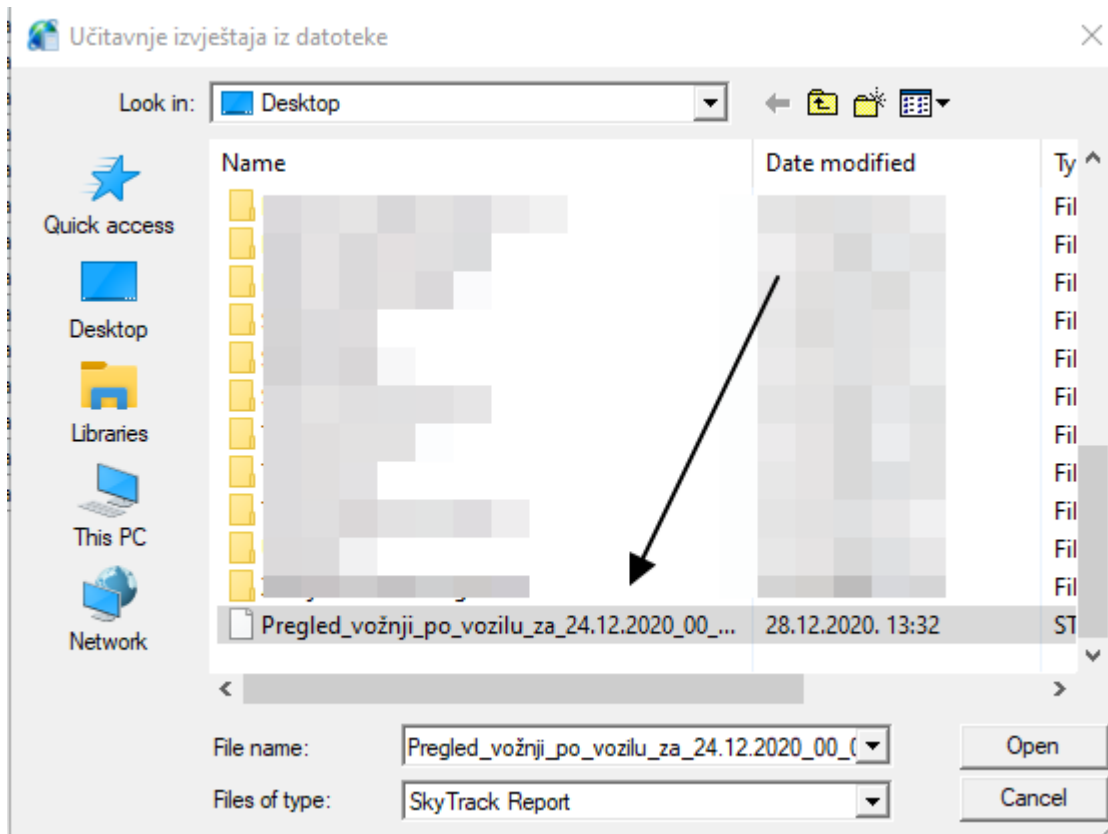 Učitavnje izvještaja iz datoteke
Look in: Desktop
Name Date modified Ty
Quick access
Desktop
Libraries
This PC
Network
Fil
Fil
Fil
Fil
Fil
Fil
Fil
Fil
Fil
Fil
Fil
Pregled_vožnji_po_vozilu_za_24.12.2020_00_... 28.12.2020. 13:32 ST
File name: Pregled_vožnji_po_vozilu_za_24.12.2020_00_( Open
Files of type: SkyTrack Report Cancel